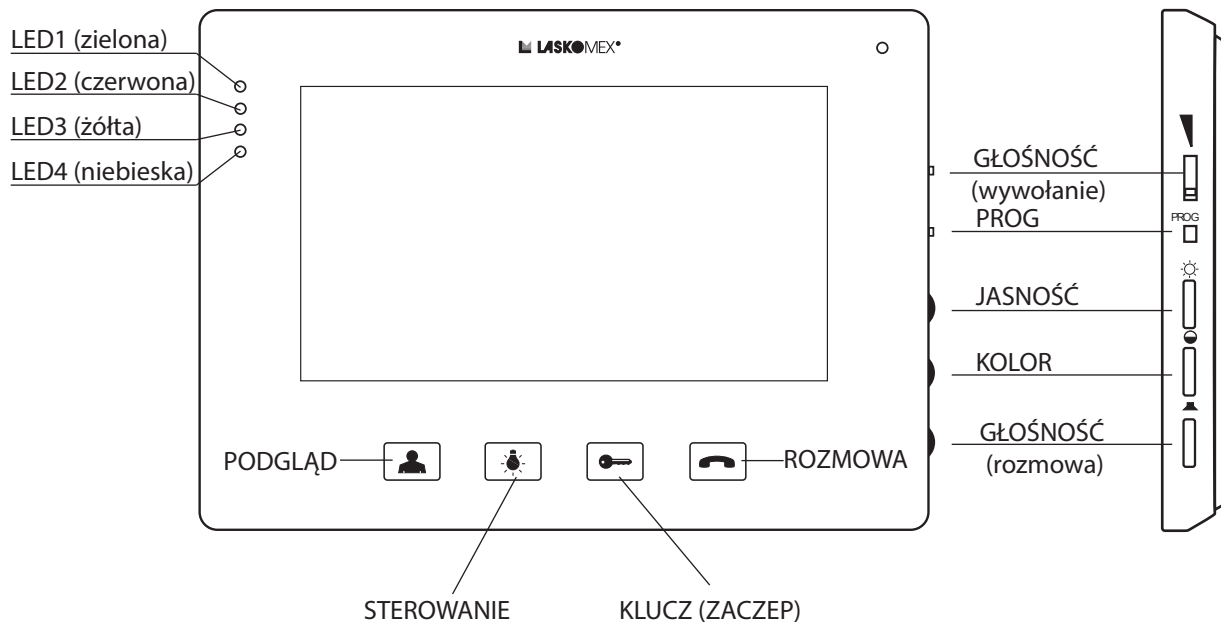 LED1 (zielona)
LED2 (czerwona)
LED3 (żółta)
LED4 (niebieska)
LASKOMEX
GŁOŚNOŚĆ
(wywołanie)
PROG
PROG
JASNOŚĆ
KOLOR
GŁOŚNOŚĆ
(rozmowa)
PODGLĄD
ROZMOWA
STEROWANIE
KLUCZ (ZACZEP)